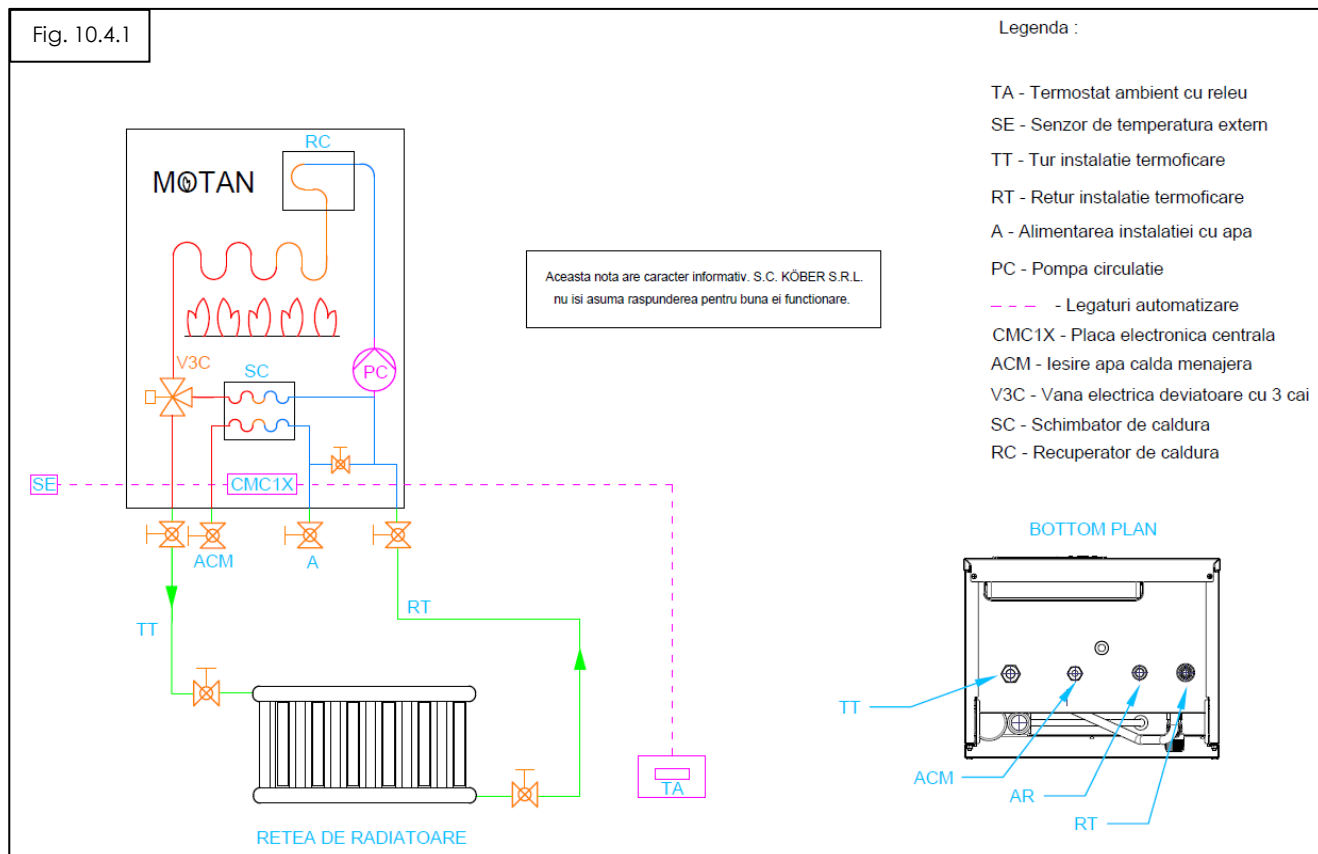 Fig. 10.4.1
Legenda :
TA - Termostat ambient cu releu
SE - Senzor de temperatura extern
TT - Tur instalatie termoficare
RT - Retur instalatie termoficare
A - Alimentarea instalatiei cu apa
PC - Pompa circulatie
- Legaturi automatizare
CMC1X - Placa electronica centrala
ACM - Iesire apa calda menajera
V3C - Vana electrica deviatoare cu 3 cai
SC - Schimbator de caldura
RC - Recuperator de caldura
RC
MOTAN
Aceasta nota are caracter informativ. S.C. KÖBER S.R.L.
nu isi asuma raspunderea pentru buna ei functionare.
V3C
SC
PC
SE
CMC1X
ACM
A
TT
RT
TA
RETEA DE RADIATOARE
BOTTOM PLAN
TT
ACM
AR
RT